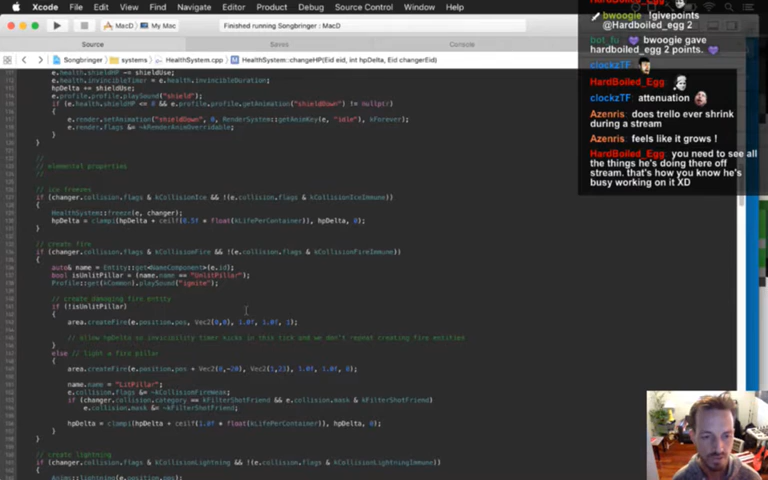 Xcode File Edit View Find Navigate Editor Product Debug Source Control Window Help
MacD My Mac
Finished running Songbringer : MacD
Source
Saves
Console
Songbringer systems HealthSystem.cpp HealthSystem::changeHP(Eid eid, int hpDelta, Eid changerEid)
e.health.invincibleTimer = e.health.invincibleDuration;
hpDelta += shieldUse;
e.profile.profile.playSound("shield");
if (e.health.shieldHP == 0 && e.profile.profile.getAnimation("shieldDown") != nullptr)
{
e.render.setAnimation("shieldDown", 0, RenderSystem::getAnimKey(e, "idle"), kForever);
e.render.flags &= ~kRenderAnimOverridable;
}
//
// elemental properties
//
// ice freezes
if (changer.collision.flags & kCollisionIce && !(e.collision.flags & kCollisionIceImmune))
{
HealthSystem::freeze(e, changer);
hpDelta = clampi(hpDelta + ceilf(0.5f * float(kLifePerContainer)), hpDelta, 0);
}
// create fire
if (changer.collision.flags & kCollisionFire && !(e.collision.flags & kCollisionFireImmune))
{
auto& name = Entity::get<NameComponent>(e.id);
bool isUnlitPillar = (name.name == "UnlitPillar");
Profile::get(kCommon).playSound("ignite");
// create damaging fire entity
if (!isUnlitPillar)
{
area.createFire(e.position.pos, Vec2(0,0), 1.0f, 1.0f, 1);
// allow hpDelta so invincibility timer kicks in this tick and we don't repeat creating fire entities
}
else // light a fire pillar
{
area.createFire(e.position.pos + Vec2(0,-20), Vec2(1,23), 1.0f, 1.0f, 0);
name.name = "LitPillar";
e.collision.flags &= ~kCollisionFireWeak;
if (changer.collision.category == kFilterShotFriend && e.collision.mask & kFilterShotFriend)
e.collision.mask &= ~kFilterShotFriend;
}
hpDelta = clampi(hpDelta + ceilf(1.0f * float(kLifePerContainer)), hpDelta, 0);
}
// create lightning
if (changer.collision.flags & kCollisionLightning && !(e.collision.flags & kCollisionLightningImmune))
{
bwoogie !givepoints
@Hardboiled_egg 2
bwoogie gave
hardboiled_egg 2 points.
clockzTF
HardBoiled_Egg:
clockzTF attenuation
Azenris: does trello ever shrink
during a stream
Azenris: feels like it grows !
HardBoiled_Egg: you need to see all
the things he's doing there off
stream. that's how you know he's
busy working on it XD